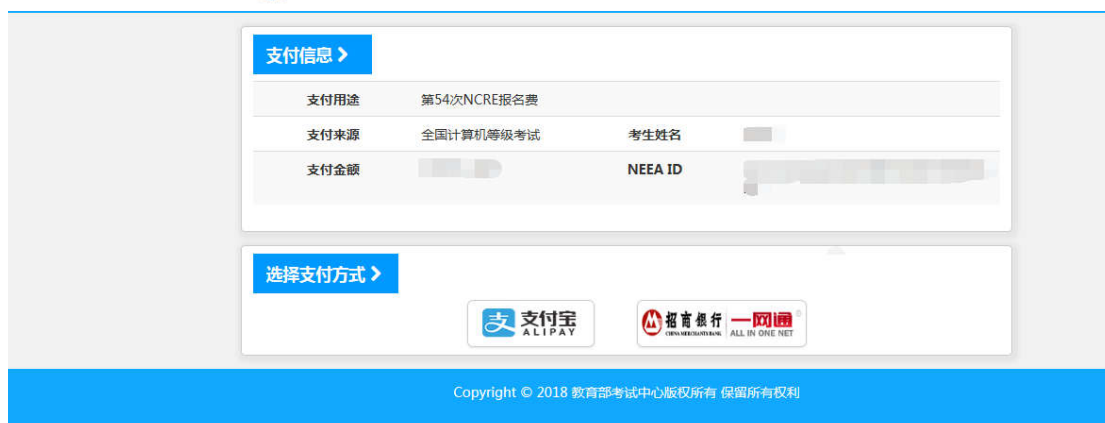 支付信息
支付用途 第54次NCRE报名费
支付来源 全国计算机等级考试 考生姓名
支付金额 NEEA ID
选择支付方式
支付宝 ALIPAY
招商银行 CHINA MERCHANTS BANK 一网通 ALL IN ONE NET
Copyright © 2018 教育部考试中心版权所有 保留所有权利